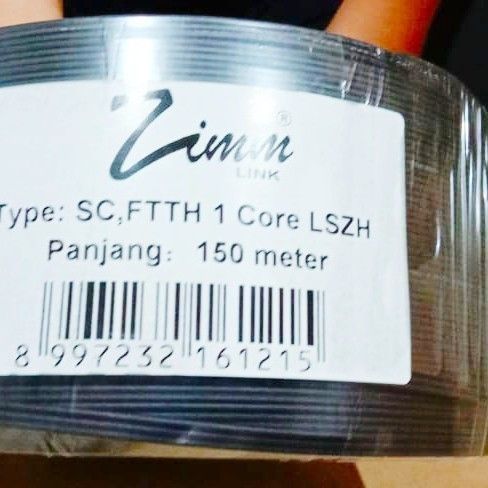 Zimm®
LINK
Type: SC,FTTH 1 Core LSZH
Panjang: 150 meter
8 997232 161215